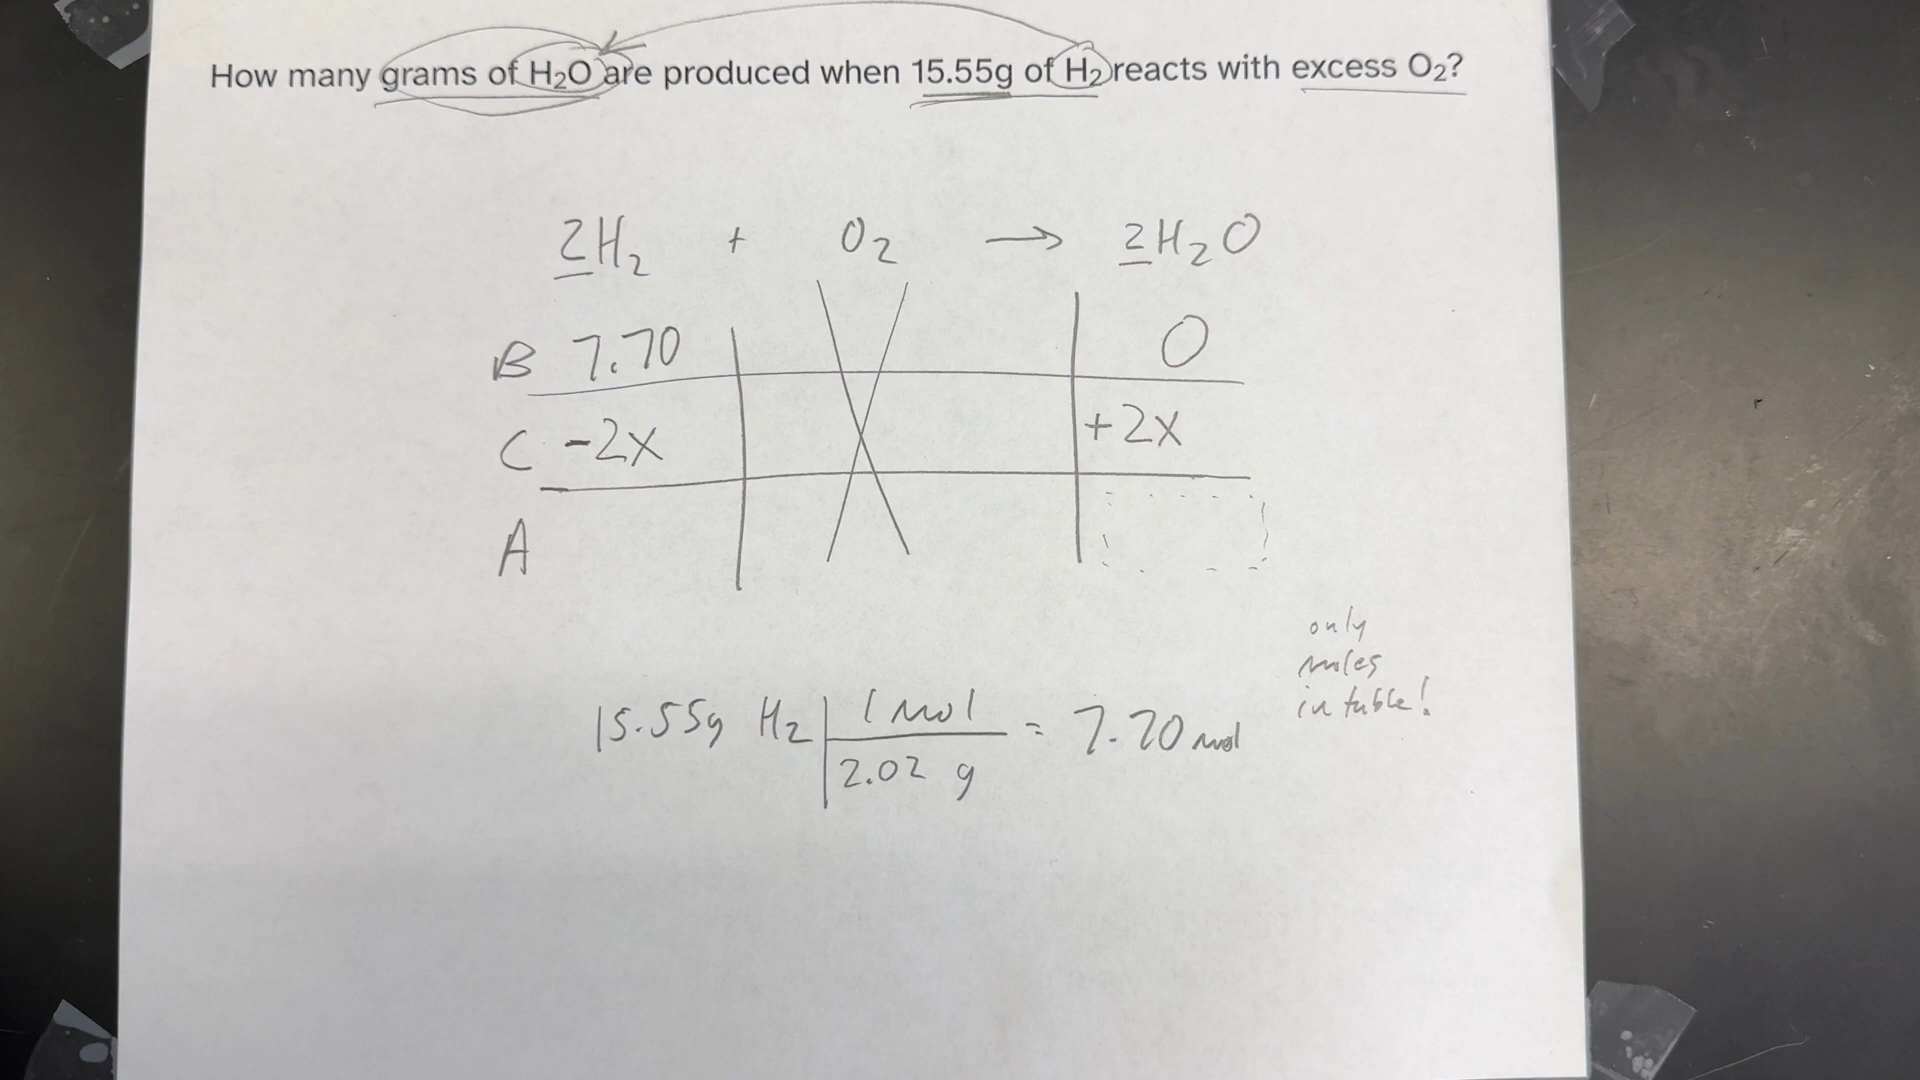 How many grams of H₂O are produced when 15.55g of H₂ reacts with excess O₂?
2H₂ + O₂ → 2H₂O
B 7.70 0
C -2x +2x
A
only
moles
in table!
15.55g H₂ 1 mol = 7.70 mol
2.02 g